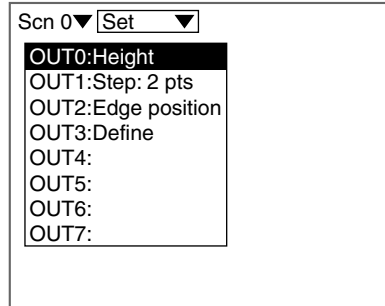 Scn 0▼ Set ▼
OUT0:Height
OUT1:Step: 2 pts
OUT2:Edge position
OUT3:Define
OUT4:
OUT5:
OUT6:
OUT7: